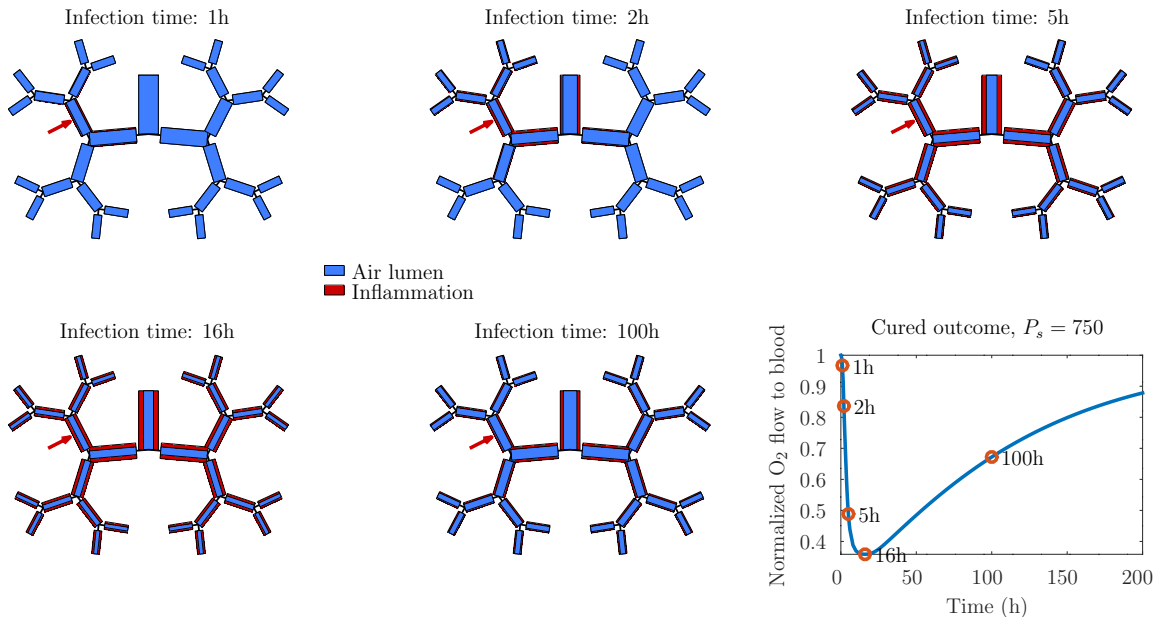 Infection time: 1h
Infection time: 2h
Infection time: 5h
Air lumen
Inflammation
Infection time: 16h
Infection time: 100h
Cured outcome, P_s = 750
Normalized O_2 flow to blood
1
0.9
0.8
0.7
0.6
0.5
0.4
1h
2h
100h
5h
16h
0
50
100
150
200
Time (h)